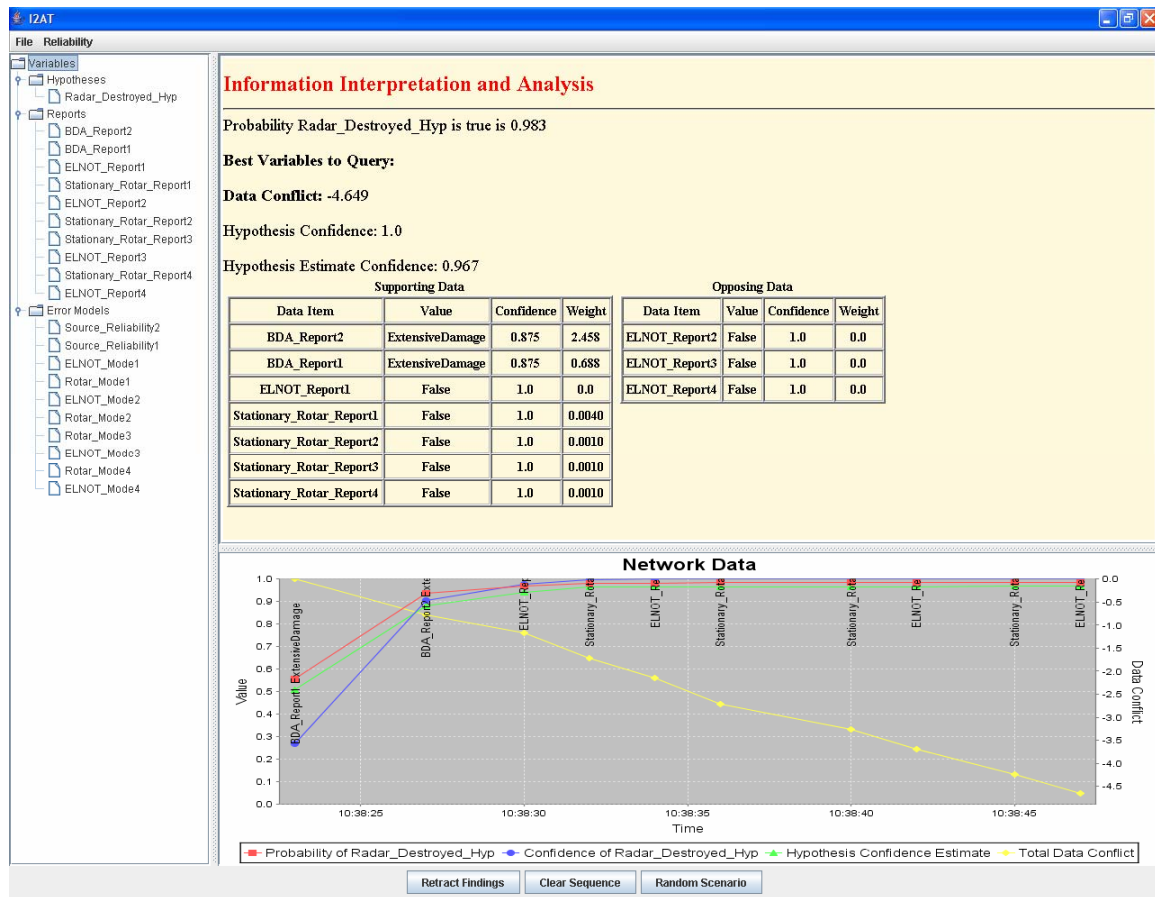 I2AT
File Reliability
Variables
Hypotheses
Radar_Destroyed_Hyp
Reports
BDA_Report2
BDA_Report1
ELNOT_Report1
Stationary_Rotar_Report1
ELNOT_Report2
Stationary_Rotar_Report2
Stationary_Rotar_Report3
ELNOT_Report3
Stationary_Rotar_Report4
ELNOT_Report4
Error Models
Source_Reliability2
Source_Reliability1
ELNOT_Mode1
Rotar_Mode1
ELNOT_Mode2
Rotar_Mode2
Rotar_Mode3
ELNOT_Mode3
Rotar_Mode4
ELNOT_Mode4
Information Interpretation and Analysis
Probability Radar_Destroyed_Hyp is true is 0.983
Best Variables to Query:
Data Conflict: -4.649
Hypothesis Confidence: 1.0
Hypothesis Estimate Confidence: 0.967
Supporting Data
Data Item Value Confidence Weight
BDA_Report2 ExtensiveDamage 0.875 2.458
BDA_Report1 ExtensiveDamage 0.875 0.688
ELNOT_Report1 False 1.0 0.0
Stationary_Rotar_Report1 False 1.0 0.0040
Stationary_Rotar_Report2 False 1.0 0.0010
Stationary_Rotar_Report3 False 1.0 0.0010
Stationary_Rotar_Report4 False 1.0 0.0010
Opposing Data
Data Item Value Confidence Weight
ELNOT_Report2 False 1.0 0.0
ELNOT_Report3 False 1.0 0.0
ELNOT_Report4 False 1.0 0.0
Network Data
1.0
0.9
0.8
0.7
0.6
0.5
0.4
0.3
0.2
0.1
0.0
Value
BDA_Report1 ExtensiveDamage
BDA_Report2 Exte
ELNOT_Rep
Stationary_Rota
ELNOT_Re
Stationary_Rota
Stationary_Rota
ELNOT_Re
Stationary_Rota
ELNOT_Re
0.0
-0.5
-1.0
-1.5
-2.0
-2.5
-3.0
-3.5
-4.0
-4.5
Data Conflict
10:38:25 10:38:30 10:38:35 10:38:40 10:38:45
Time
Probability of Radar_Destroyed_Hyp Confidence of Radar_Destroyed_Hyp Hypothesis Confidence Estimate Total Data Conflict
Retract Findings Clear Sequence Random Scenario